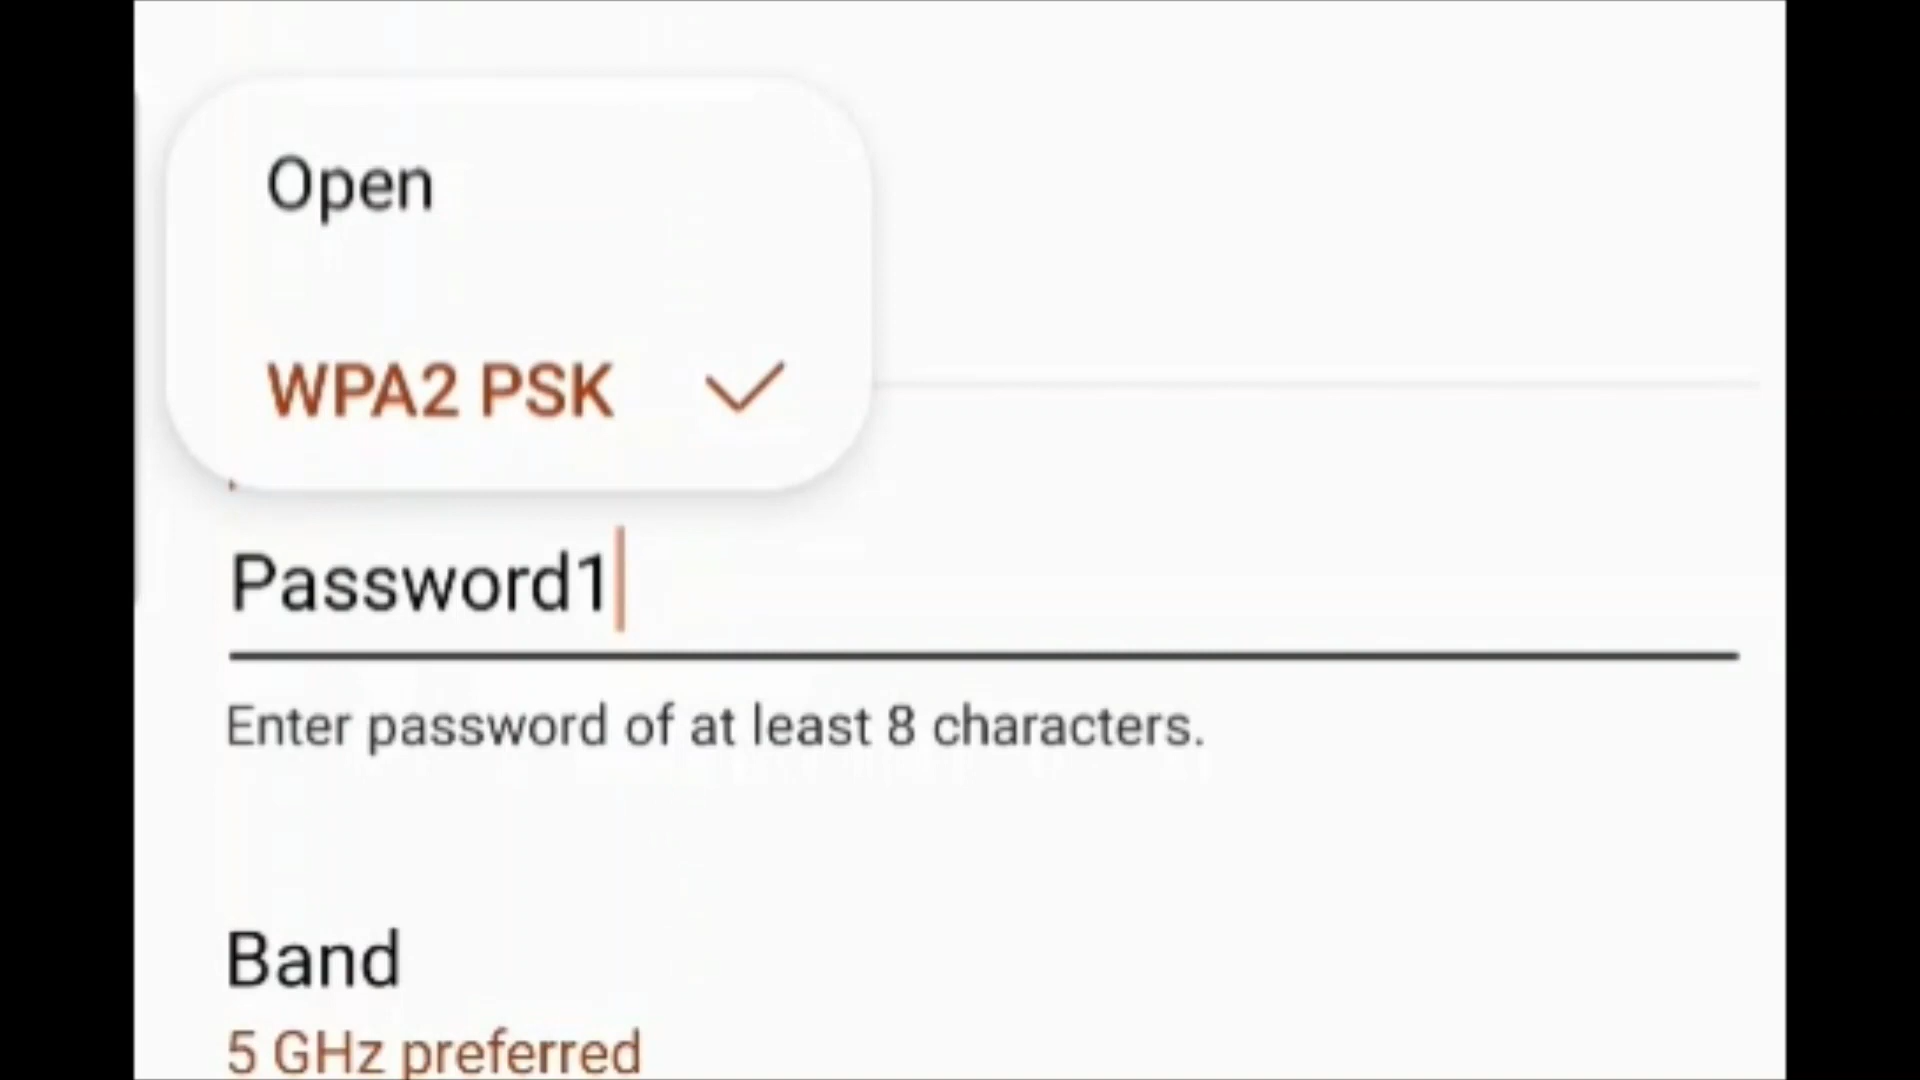 Open
WPA2 PSK
Password1
Enter password of at least 8 characters.
Band
5 GHz preferred